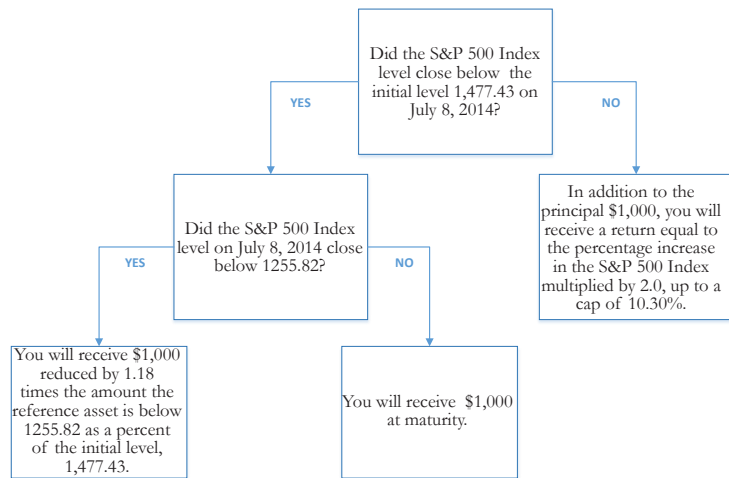 Did the S&P 500 Index
level close below the
initial level 1,477.43 on
July 8, 2014?
YES
NO
Did the S&P 500 Index
level on July 8, 2014 close
below 1255.82?
In addition to the
principal $1,000, you will
receive a return equal to
the percentage increase
in the S&P 500 Index
multiplied by 2.0, up to a
cap of 10.30%.
YES
NO
You will receive $1,000
reduced by 1.18
times the amount the
reference asset is below
1255.82 as a percent
of the initial level,
1,477.43.
You will receive $1,000
at maturity.